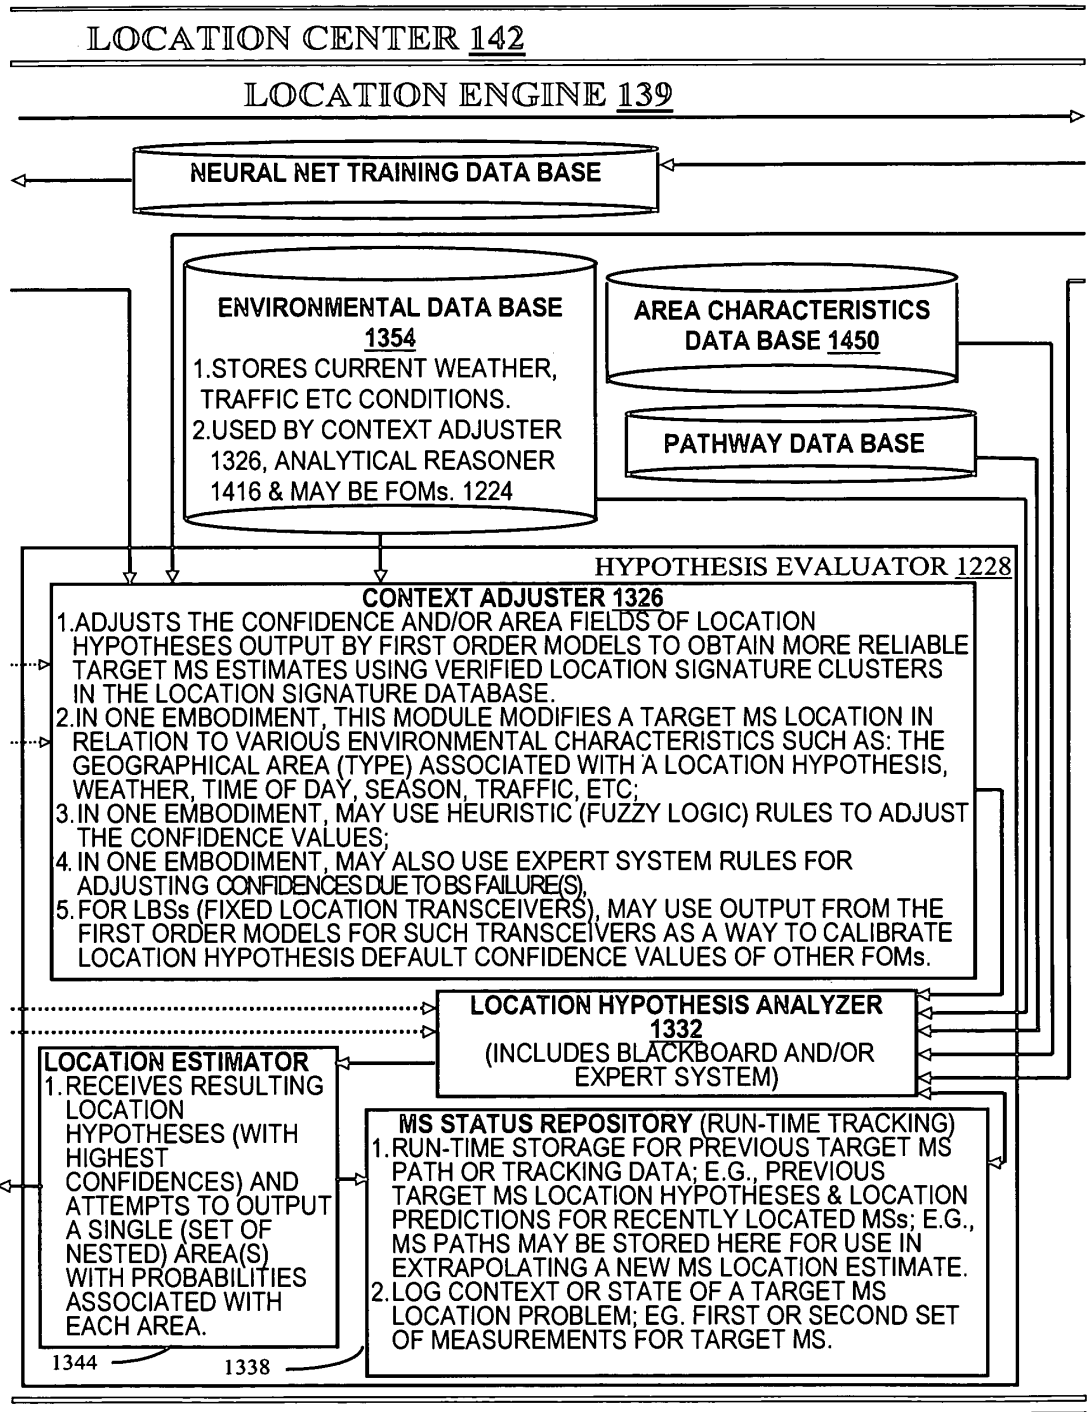 LOCATION CENTER 142
LOCATION ENGINE 139
NEURAL NET TRAINING DATA BASE
ENVIRONMENTAL DATA BASE
1354
1.STORES CURRENT WEATHER,
TRAFFIC ETC CONDITIONS.
2.USED BY CONTEXT ADJUSTER
1326, ANALYTICAL REASONER
1416 & MAY BE FOMs. 1224
AREA CHARACTERISTICS
DATA BASE 1450
PATHWAY DATA BASE
HYPOTHESIS EVALUATOR 1228
CONTEXT ADJUSTER 1326
1.ADJUSTS THE CONFIDENCE AND/OR AREA FIELDS OF LOCATION
HYPOTHESES OUTPUT BY FIRST ORDER MODELS TO OBTAIN MORE RELIABLE
TARGET MS ESTIMATES USING VERIFIED LOCATION SIGNATURE CLUSTERS
IN THE LOCATION SIGNATURE DATABASE.
2.IN ONE EMBODIMENT, THIS MODULE MODIFIES A TARGET MS LOCATION IN
RELATION TO VARIOUS ENVIRONMENTAL CHARACTERISTICS SUCH AS: THE
GEOGRAPHICAL AREA (TYPE) ASSOCIATED WITH A LOCATION HYPOTHESIS,
WEATHER, TIME OF DAY, SEASON, TRAFFIC, ETC;
3.IN ONE EMBODIMENT, MAY USE HEURISTIC (FUZZY LOGIC) RULES TO ADJUST
THE CONFIDENCE VALUES;
4. IN ONE EMBODIMENT, MAY ALSO USE EXPERT SYSTEM RULES FOR
ADJUSTING CONFIDENCES DUE TO BS FAILURE(S),
5. FOR LBSs (FIXED LOCATION TRANSCEIVERS), MAY USE OUTPUT FROM THE
FIRST ORDER MODELS FOR SUCH TRANSCEIVERS AS A WAY TO CALIBRATE
LOCATION HYPOTHESIS DEFAULT CONFIDENCE VALUES OF OTHER FOMs.
LOCATION HYPOTHESIS ANALYZER
1332
(INCLUDES BLACKBOARD AND/OR
EXPERT SYSTEM)
LOCATION ESTIMATOR
1.RECEIVES RESULTING
LOCATION
HYPOTHESES (WITH
HIGHEST
CONFIDENCES) AND
ATTEMPTS TO OUTPUT
A SINGLE (SET OF
NESTED) AREA(S)
WITH PROBABILITIES
ASSOCIATED WITH
EACH AREA.
1344
MS STATUS REPOSITORY (RUN-TIME TRACKING)
1.RUN-TIME STORAGE FOR PREVIOUS TARGET MS
PATH OR TRACKING DATA; E.G., PREVIOUS
TARGET MS LOCATION HYPOTHESES & LOCATION
PREDICTIONS FOR RECENTLY LOCATED MSs; E.G.,
MS PATHS MAY BE STORED HERE FOR USE IN
EXTRAPOLATING A NEW MS LOCATION ESTIMATE.
2.LOG CONTEXT OR STATE OF A TARGET MS
LOCATION PROBLEM; EG. FIRST OR SECOND SET
OF MEASUREMENTS FOR TARGET MS.
1338